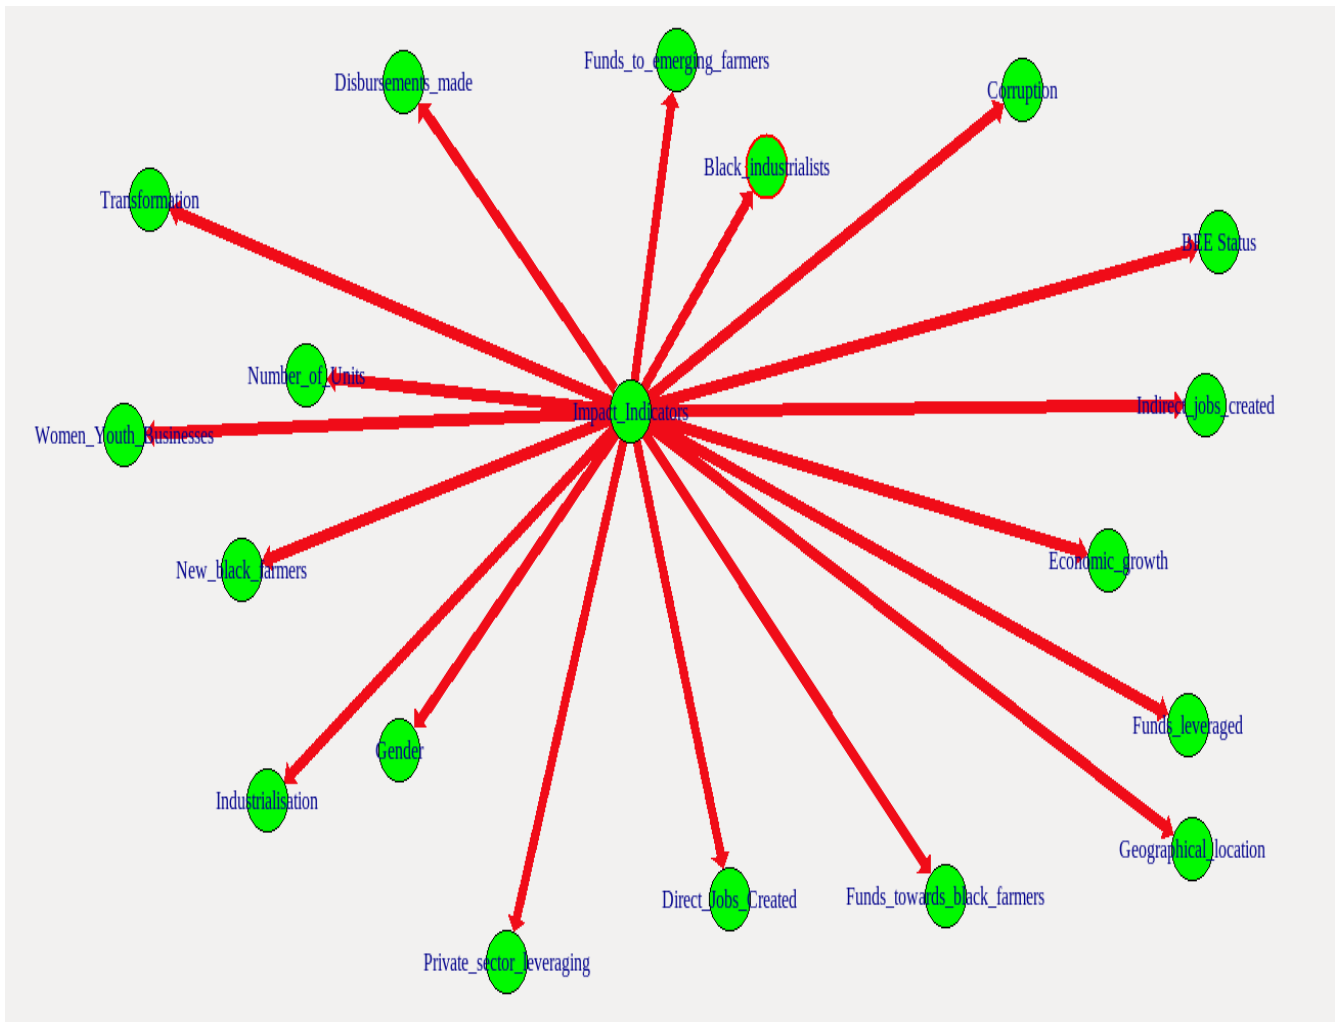 Funds_to_emerging_farmers
Disbursements_made
Corruption
Black_industrialists
Transformation
BEE Status
Number_of_Units
Indirect_jobs_created
Impact_Indicators
Women_Youth_Businesses
Economic_growth
New_black_farmers
Funds_leveraged
Gender
Industrialisation
Geographical_location
Direct_Jobs_Created
Funds_towards_black_farmers
Private_sector_leveraging